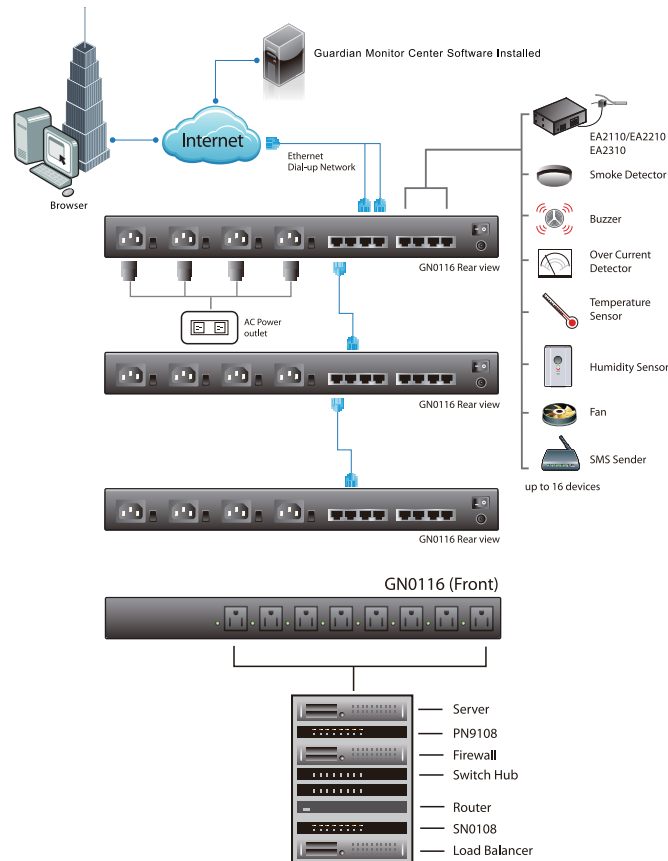 Guardian Monitor Center Software Installed
Internet
Ethernet
Dial-up Network
Browser
EA2110/EA2210
EA2310
Smoke Detector
Buzzer
Over Current
Detector
Temperature
Sensor
Humidity Sensor
Fan
SMS Sender
up to 16 devices
GN0116 Rear view
AC Power
outlet
GN0116 Rear view
GN0116 Rear view
GN0116 (Front)
Server
PN9108
Firewall
Switch Hub
Router
SN0108
Load Balancer